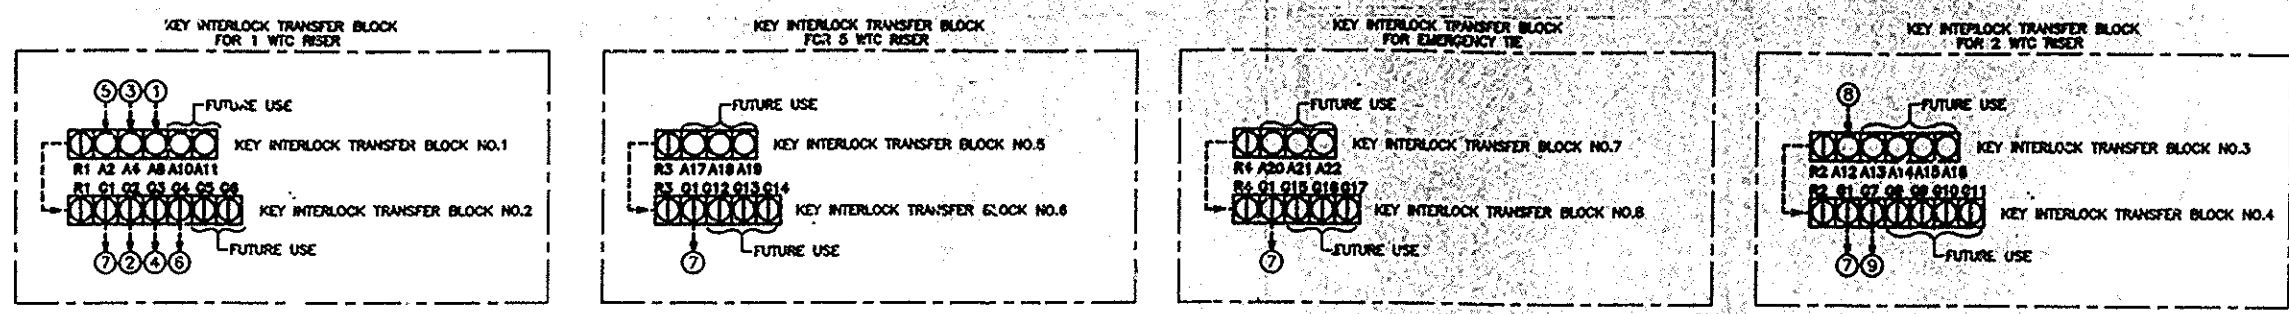 KEY INTERLOCK TRANSFER BLOCK
FOR 1 WTC RISER
5 3 1
FUTURE USE
KEY INTERLOCK TRANSFER BLOCK NO.1
R1 A2 A4 A8 A10 A11
R1 G1 G2 G3 G4 G5 G6
KEY INTERLOCK TRANSFER BLOCK NO.2
FUTURE USE
7 2 4 6
KEY INTERLOCK TRANSFER BLOCK
FOR 5 WTC RISER
FUTURE USE
KEY INTERLOCK TRANSFER BLOCK NO.5
R3 A17 A18 A19
R3 G1 G12 G13 G14
KEY INTERLOCK TRANSFER BLOCK NO.6
FUTURE USE
7
KEY INTERLOCK TRANSFER BLOCK
FOR EMERGENCY TIE
FUTURE USE
KEY INTERLOCK TRANSFER BLOCK NO.7
R4 A20 A21 A22
R4 G1 G15 G16 G17
KEY INTERLOCK TRANSFER BLOCK NO.8
FUTURE USE
7
KEY INTERLOCK TRANSFER BLOCK
FOR 2 WTC RISER
8
FUTURE USE
KEY INTERLOCK TRANSFER BLOCK NO.3
R2 A12 A13 A14 A15 A16
R2 G1 G7 G8 G9 G10 G11
KEY INTERLOCK TRANSFER BLOCK NO.4
FUTURE USE
7 9